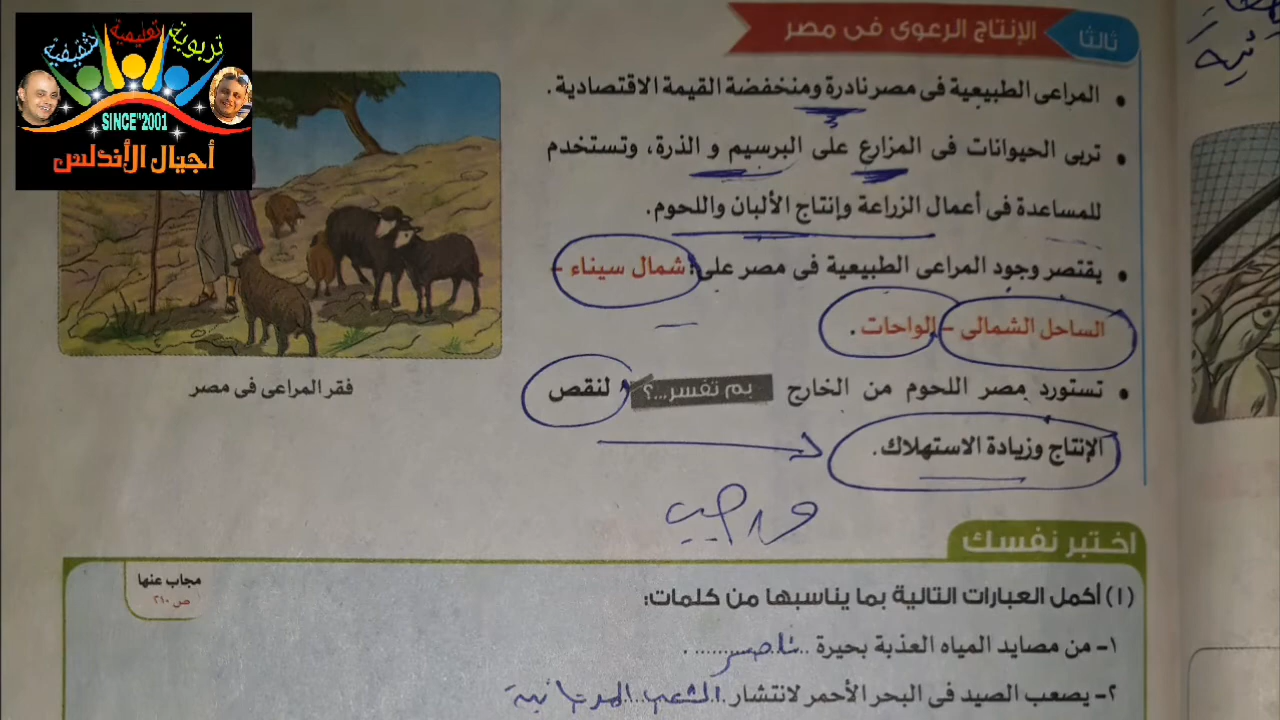 تربوية تعليمية تثقيفية
SINCE"2001
أجيال الأندلس
ثالثا
الإنتاج الرعوى فى مصر
المراعى الطبيعية فى مصر نادرة ومنخفضة القيمة الاقتصادية.
تربى الحيوانات فى المزارع على البرسيم و الذرة، وتستخدم
للمساعدة فى أعمال الزراعة وإنتاج الألبان واللحوم.
يقتصر وجود المراعى الطبيعية فى مصر على: شمال سيناء -
الساحل الشمالى - الواحات.
تستورد مصر اللحوم من الخارج بم تفسر...؟ لنقص
الإنتاج وزيادة الاستهلاك.
فقر المراعى فى مصر
اختبر نفسك
مجاب عنها
ص ٢١٠
(١) أكمل العبارات التالية بما يناسبها من كلمات:
١- من مصايد المياه العذبة بحيرة ناصر.
٢- يصعب الصيد فى البحر الأحمر لانتشار الشعب المرجانية